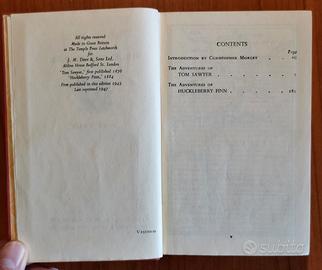 All rights reserved
Made in Great Britain
at The Temple Press Letchworth
for
J. M. Dent & Sons Ltd.
Aldine House Bedford St. London
"Tom Sawyer," first published 1876
"Huckleberry Finn," 1884
First published in this edition 1943
Last reprinted 1947
CONTENTS
Page
INTRODUCTION BY CHRISTOPHER MORLEY
THE ADVENTURES OF
TOM SAWYER
THE ADVENTURES OF
HUCKLEBERRY FINN
v
subito